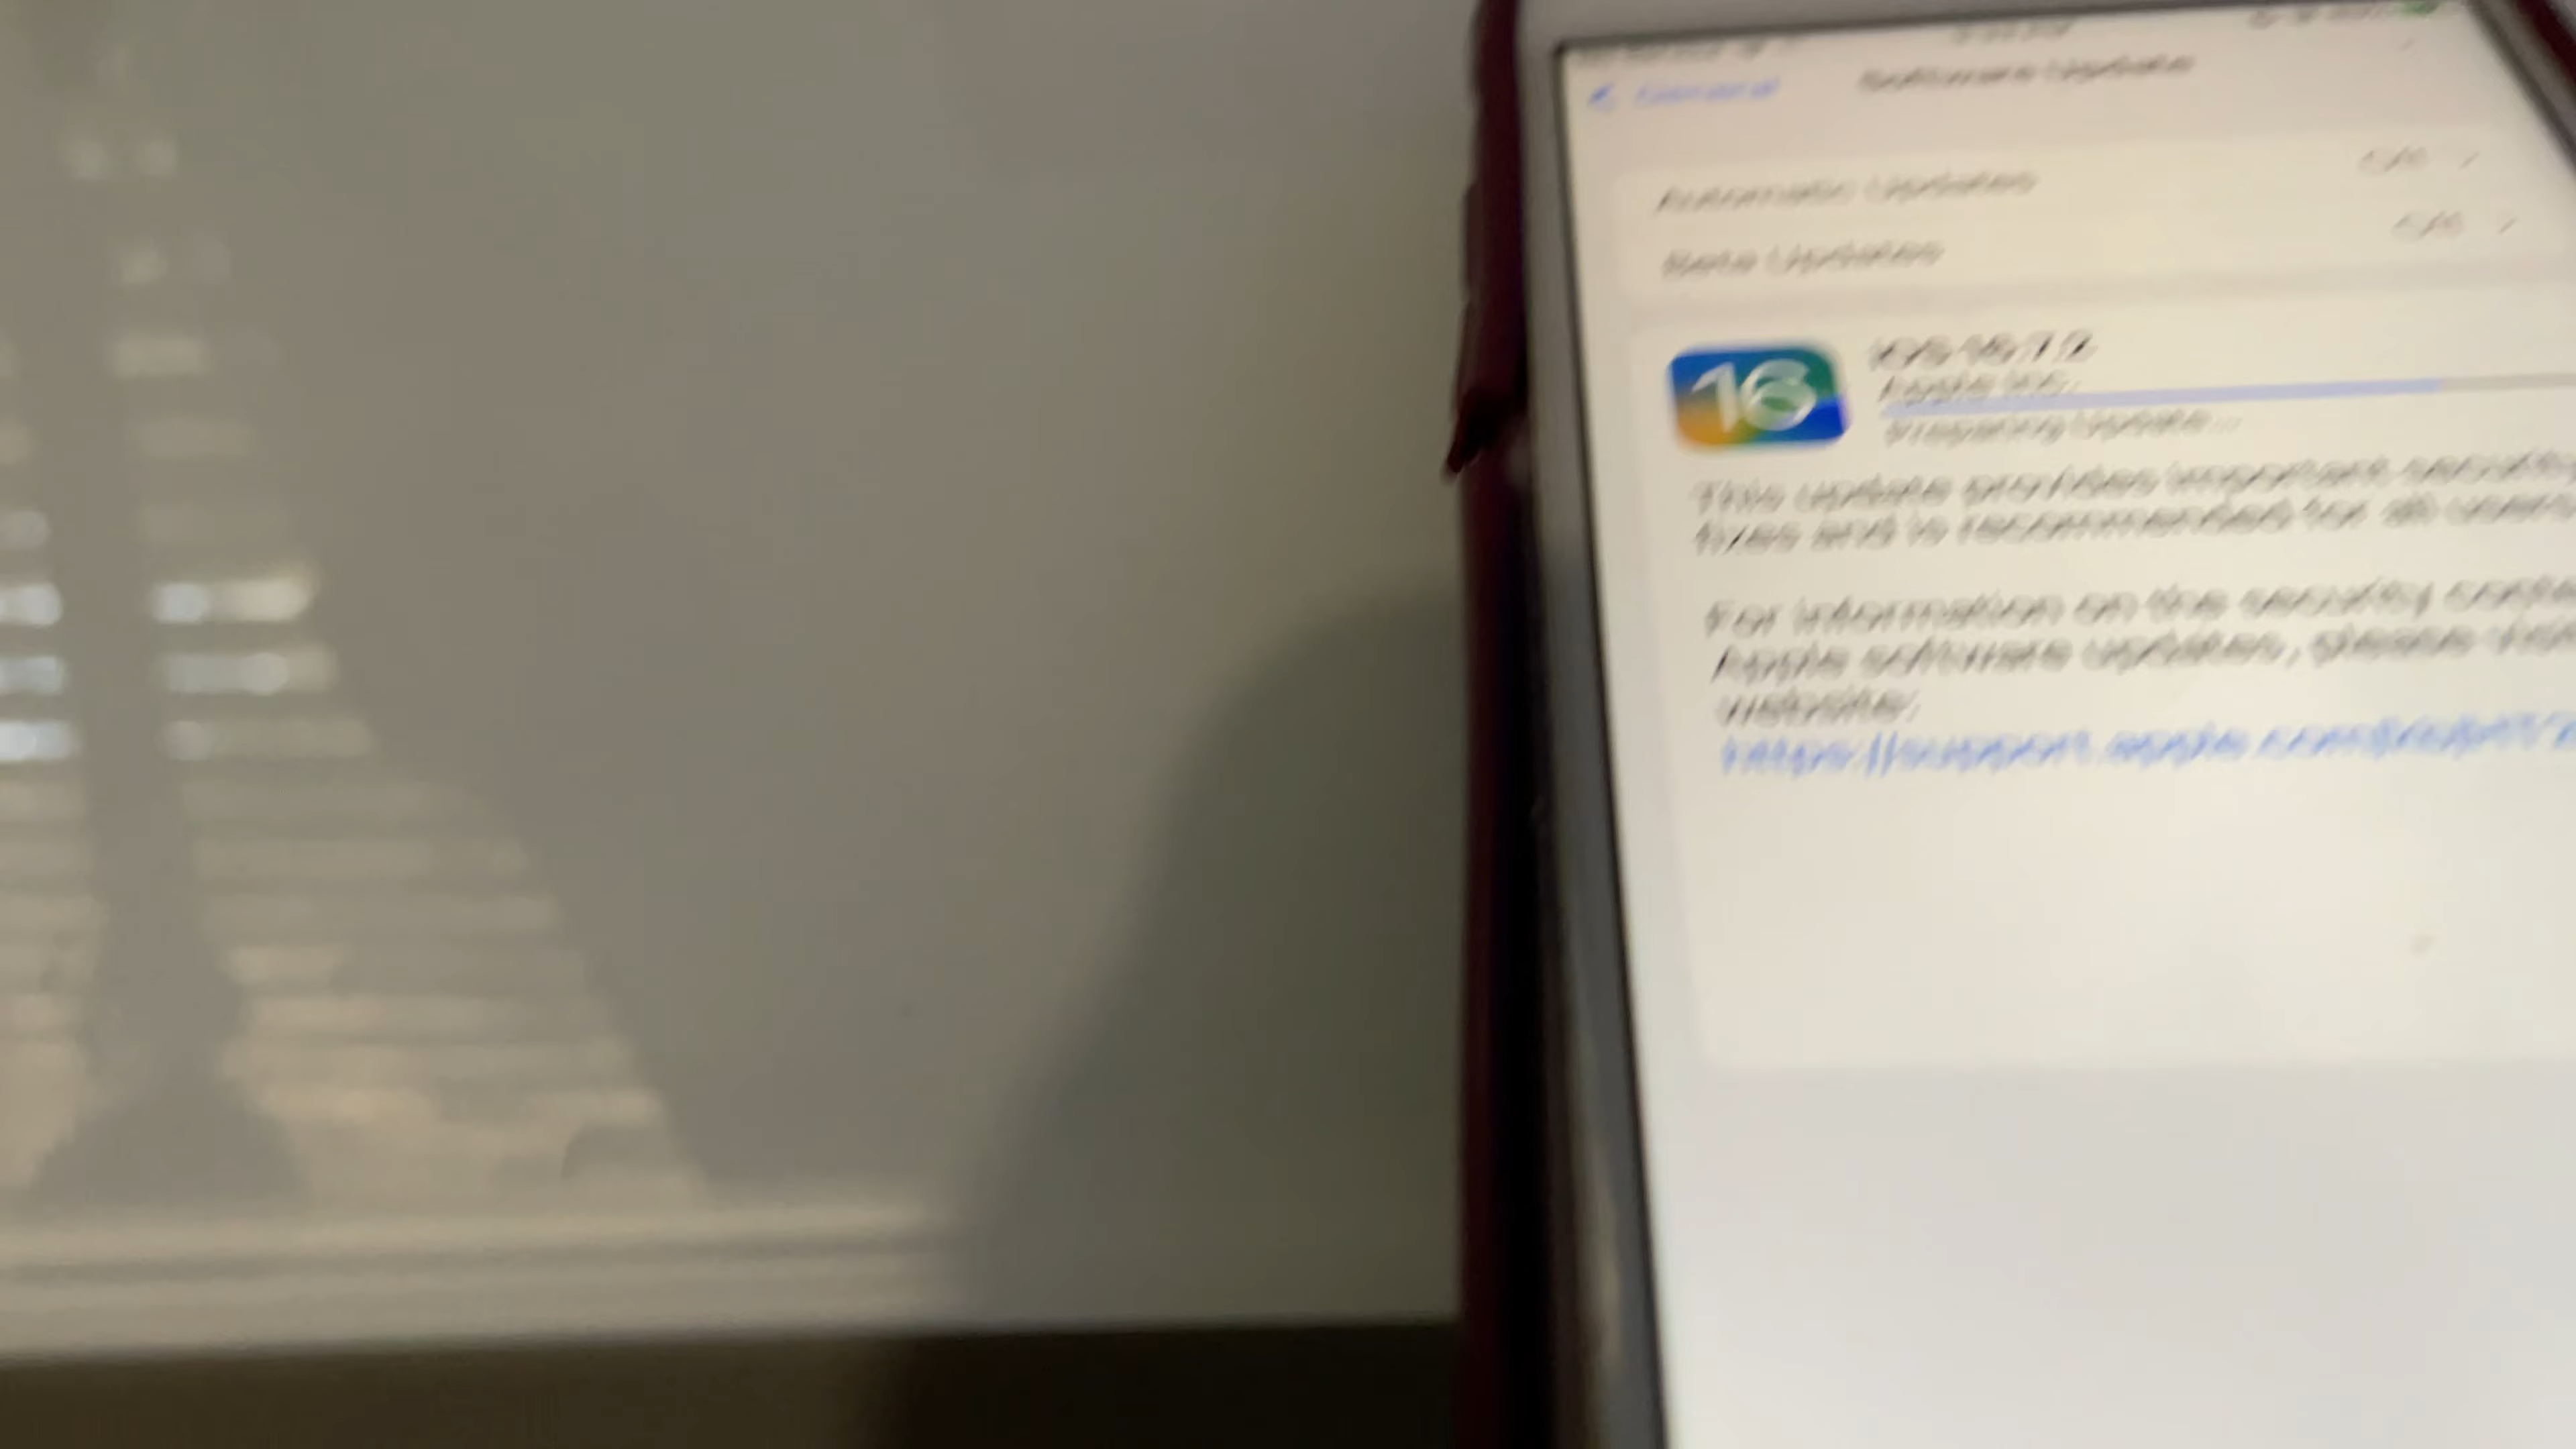 General
Software Update
Automatic Updates Off
Beta Updates Off
16
iOS 16.7.2
Apple Inc.
Preparing Update...
This update provides important security
fixes and is recommended for all users.
For information on the security
Apple software updates, please
website:
https://support.apple.com/